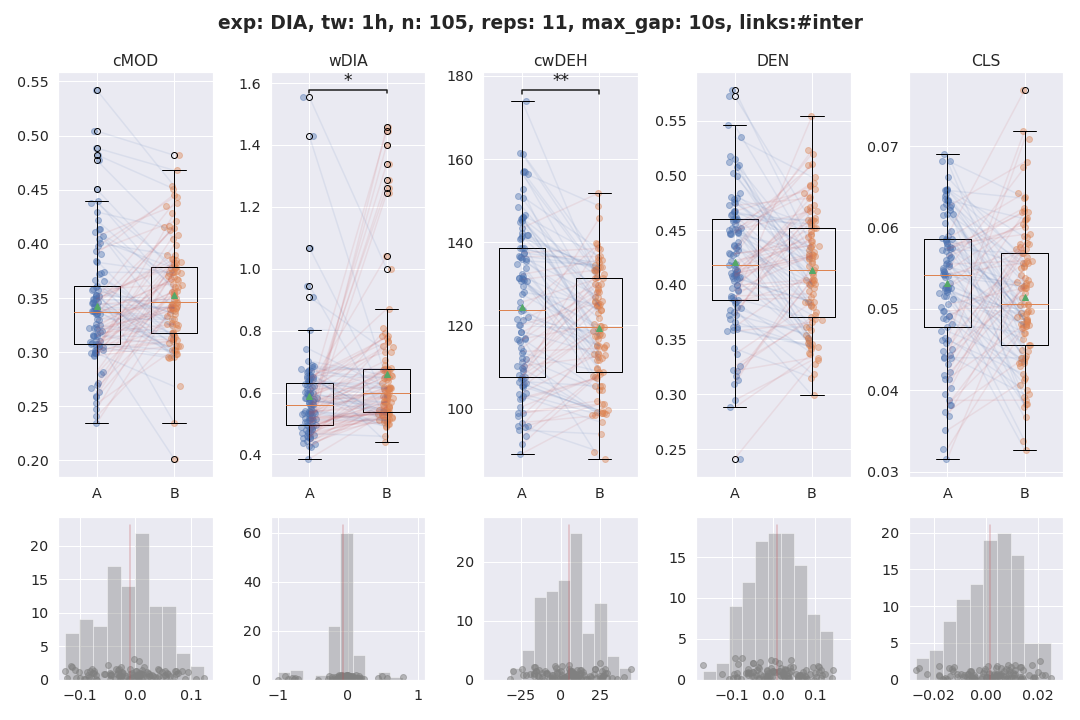 exp: DIA, tw: 1h, n: 105, reps: 11, max_gap: 10s, links:#inter
cMOD wDIA cwDEH DEN CLS
* **
0.55 0.50 0.45 0.40 0.35 0.30 0.25 0.20
A B
1.6 1.4 1.2 1.0 0.8 0.6 0.4
A B
180 160 140 120 100
A B
0.55 0.50 0.45 0.40 0.35 0.30 0.25
A B
0.07 0.06 0.05 0.04 0.03
A B
20 15 10 5 0
−0.1 0.0 0.1
60 40 20 0
−1 0 1
20 10 0
−25 0 25
15 10 5 0
−0.1 0.0 0.1
20 15 10 5 0
−0.02 0.00 0.02